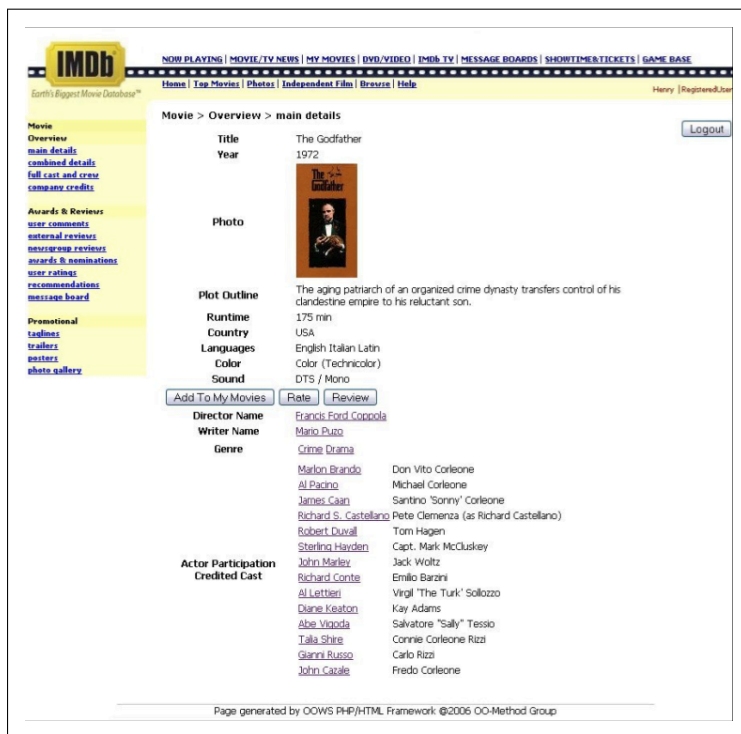 IMDb
Earth's Biggest Movie Database™
NOW PLAYING | MOVIE/TV NEWS | MY MOVIES | DVD/VIDEO | IMDb TV | MESSAGE BOARDS | SHOWTIME&TICKETS | GAME BASE
Home | Top Movies | Photos | Independent Film | Browse | Help
Henry |RegisteredUser
Logout
Movie
Overview
main details
combined details
full cast and crew
company credits
Awards & Reviews
user comments
external reviews
newsgroup reviews
awards & nominations
user ratings
recommendations
message board
Promotional
taglines
trailers
posters
photo gallery
Movie > Overview > main details
Title The Godfather
Year 1972
The
Godfather
Photo
Plot Outline The aging patriarch of an organized crime dynasty transfers control of his
clandestine empire to his reluctant son.
Runtime 175 min
Country USA
Languages English Italian Latin
Color Color (Technicolor)
Sound DTS / Mono
Add To My Movies Rate Review
Director Name Francis Ford Coppola
Writer Name Mario Puzo
Genre Crime Drama
Actor Participation
Credited Cast
Marlon Brando Don Vito Corleone
Al Pacino Michael Corleone
James Caan Santino 'Sonny' Corleone
Richard S. Castellano Pete Clemenza (as Richard Castellano)
Robert Duvall Tom Hagen
Sterling Hayden Capt. Mark McCluskey
John Marley Jack Woltz
Richard Conte Emilio Barzini
Al Lettieri Virgil 'The Turk' Sollozzo
Diane Keaton Kay Adams
Abe Vigoda Salvatore "Sally" Tessio
Talia Shire Connie Corleone Rizzi
Gianni Russo Carlo Rizzi
John Cazale Fredo Corleone
Page generated by OOWS PHP/HTML Framework @2006 OO-Method Group